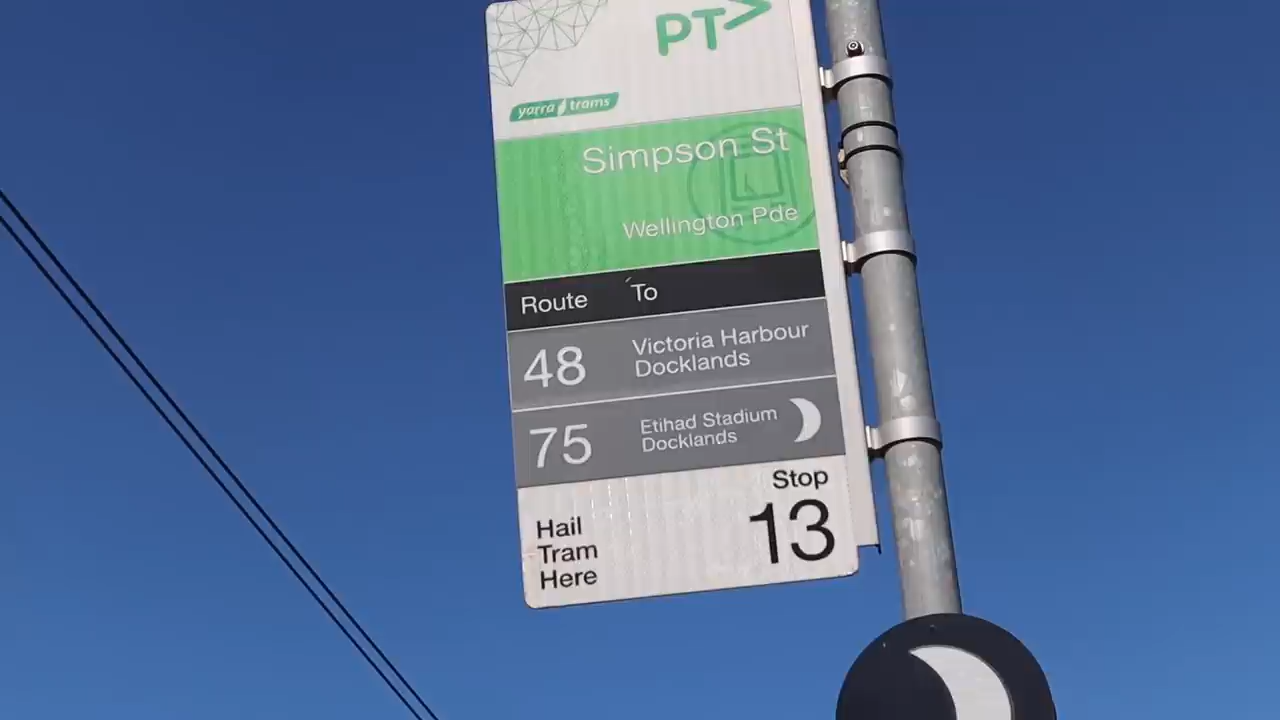 PT>
yarra trams
Simpson St
Wellington Pde
Route To
48 Victoria Harbour
Docklands
75 Etihad Stadium
Docklands
Stop
13
Hail
Tram
Here